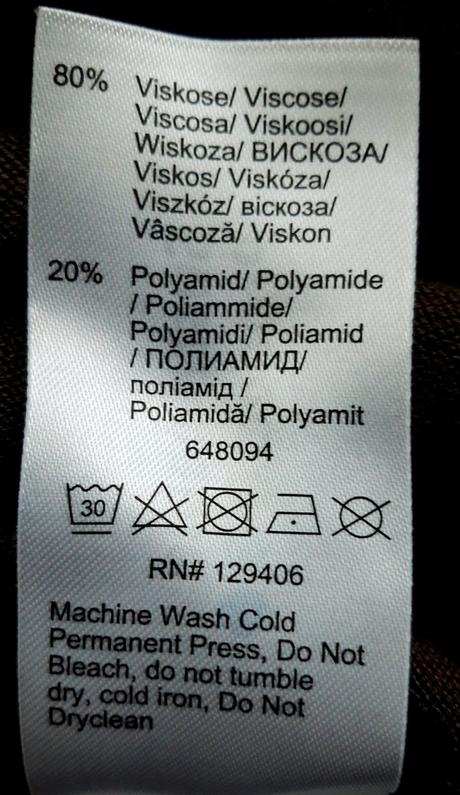 80% Viskose/ Viscose/
Viscosa/ Viskoosi/
Wiskoza/ ВИСКОЗА/
Viskos/ Viskóza/
Viszkóz/ віскоза/
Vâscoză/ Viskon
20% Polyamid/ Polyamide
/ Poliammide/
Polyamidi/ Poliamid
/ ПОЛИАМИД/
поліамід /
Poliamidă/ Polyamit
648094
30
RN# 129406
Machine Wash Cold
Permanent Press, Do Not
Bleach, do not tumble
dry, cold iron, Do Not
Dryclean